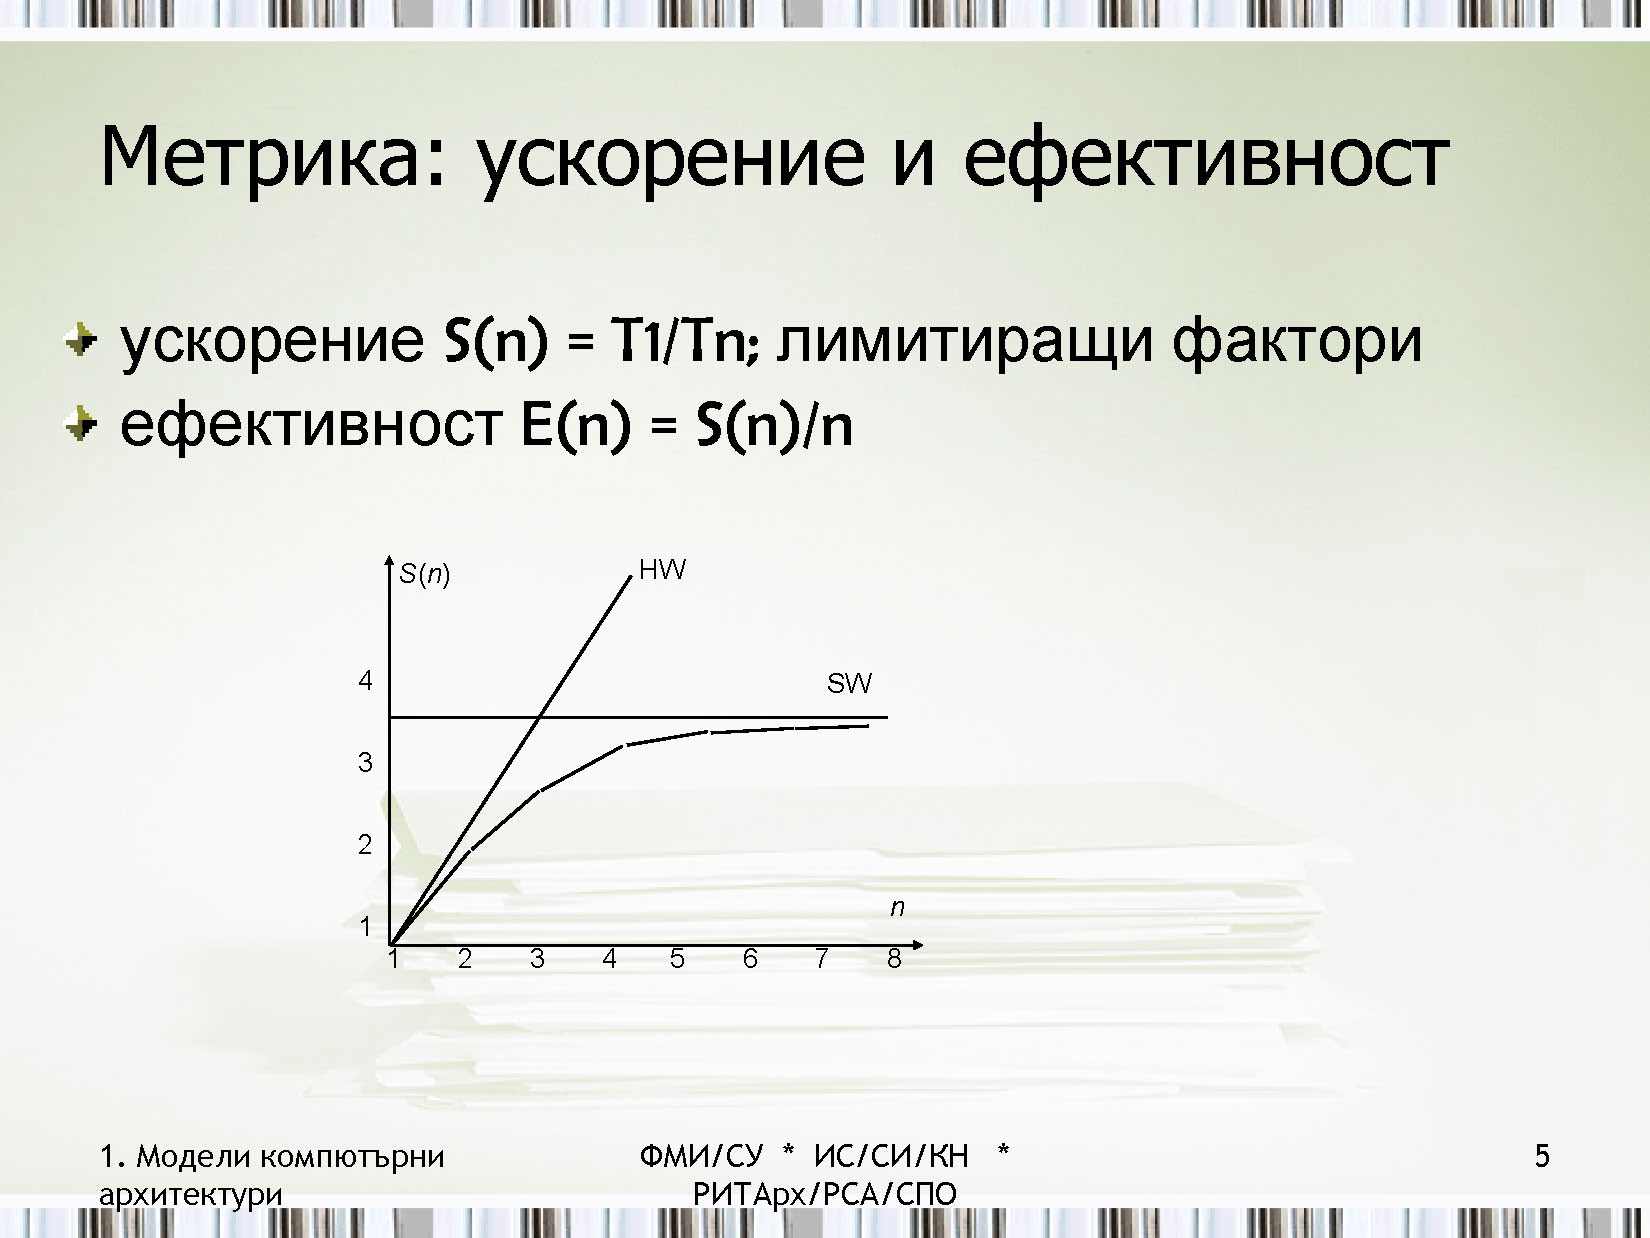 Метрика: ускорение и ефективност
ускорение S(n) = T1/Tn; лимитиращи фактори
ефективност E(n) = S(n)/n
S(n)
HW
4
SW
3
2
n
1
1 2 3 4 5 6 7 8
1. Модели компютърни
архитектури
ФМИ/СУ * ИС/СИ/КН *
РИТАрх/РСА/СПО
5